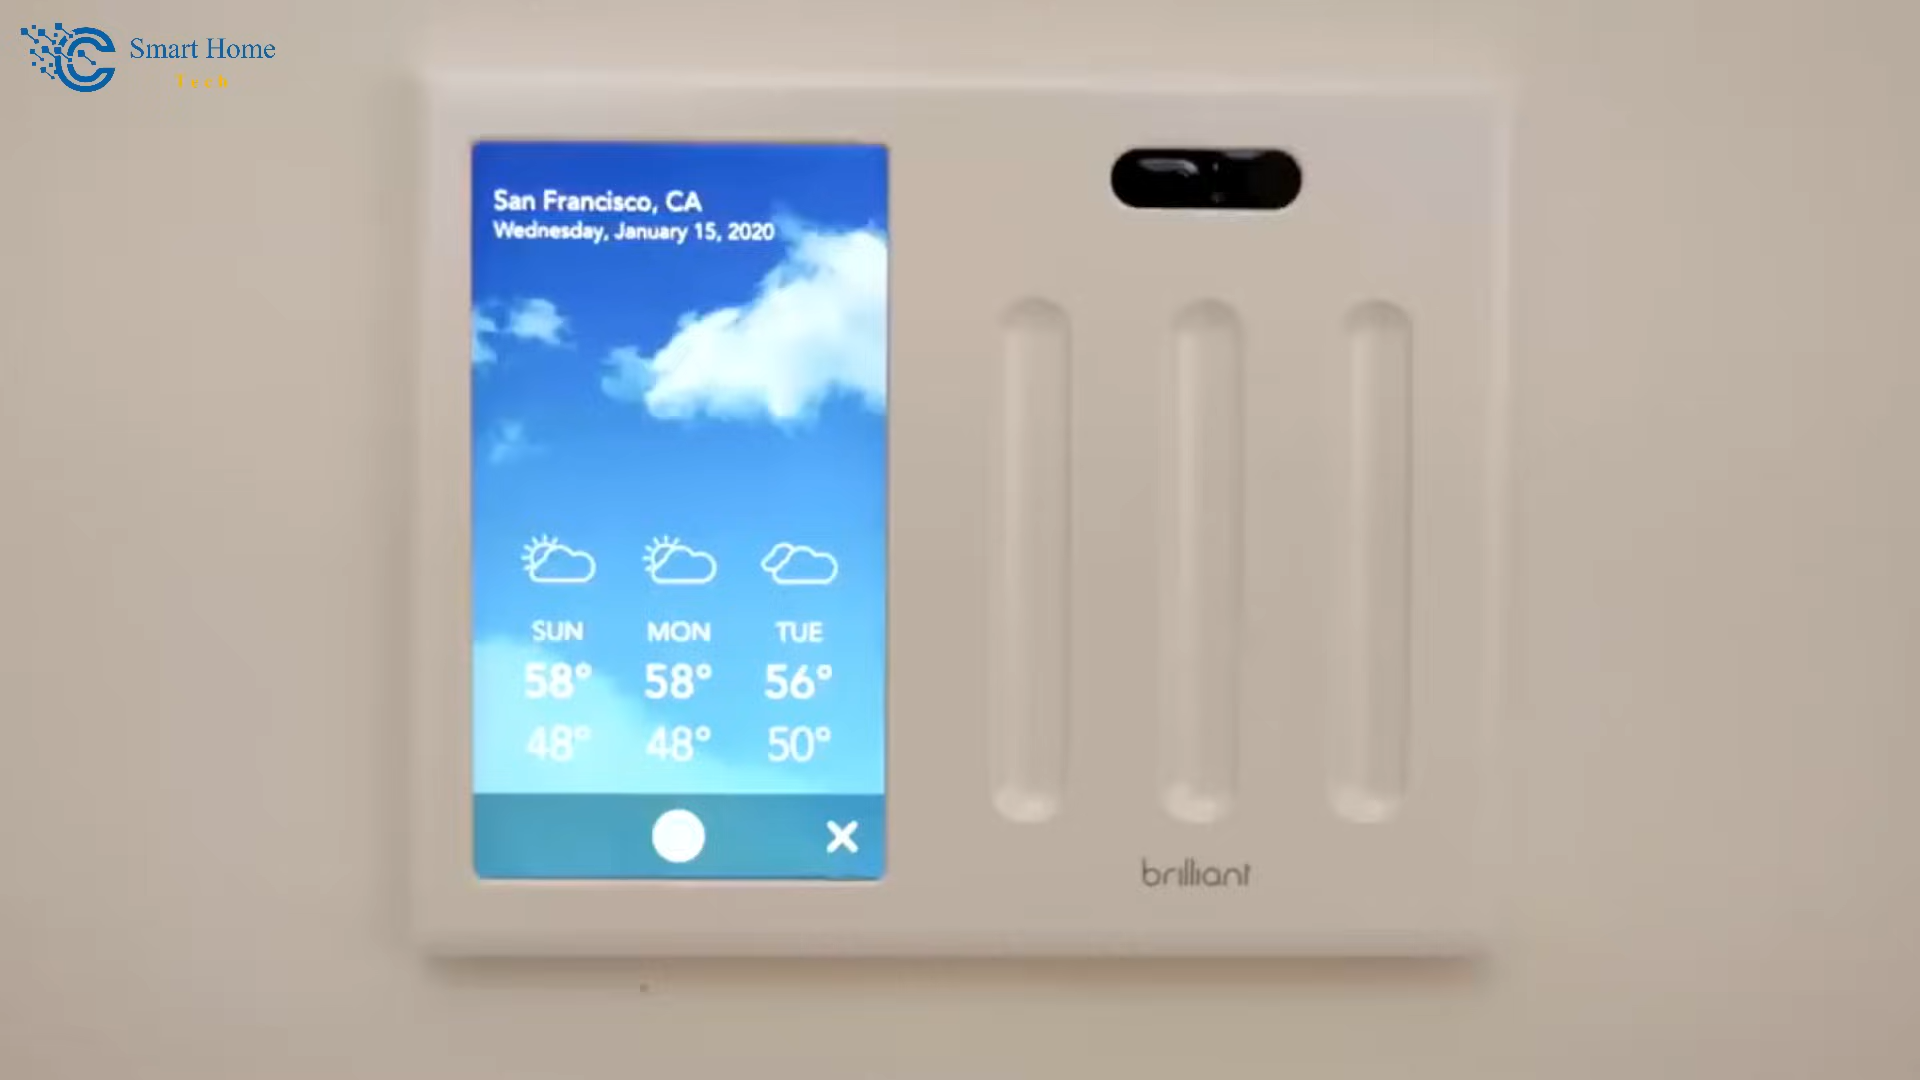 Smart Home
Tech
San Francisco, CA
Wednesday, January 15, 2020
SUN MON TUE
58° 58° 56°
48° 48° 50°
brilliant